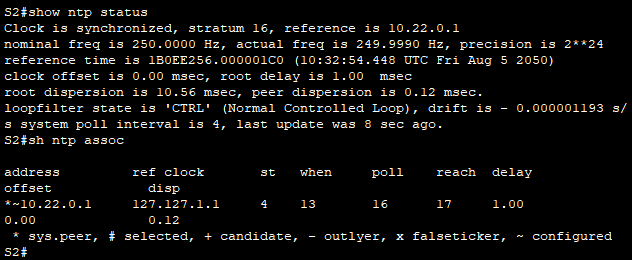 S2#show ntp status
Clock is synchronized, stratum 16, reference is 10.22.0.1
nominal freq is 250.0000 Hz, actual freq is 249.9990 Hz, precision is 2**24
reference time is 1B0EE256.000001C0 (10:32:54.448 UTC Fri Aug 5 2050)
clock offset is 0.00 msec, root delay is 1.00  msec
root dispersion is 10.56 msec, peer dispersion is 0.12 msec.
loopfilter state is 'CTRL' (Normal Controlled Loop), drift is - 0.000001193 s/
s system poll interval is 4, last update was 8 sec ago.
S2#sh ntp assoc
address         ref clock       st   when     poll    reach  delay
offset            disp
*~10.22.0.1     127.127.1.1     4    13       16      17     1.00
0.00              0.12
 * sys.peer, # selected, + candidate, - outlyer, x falseticker, ~ configured
S2#